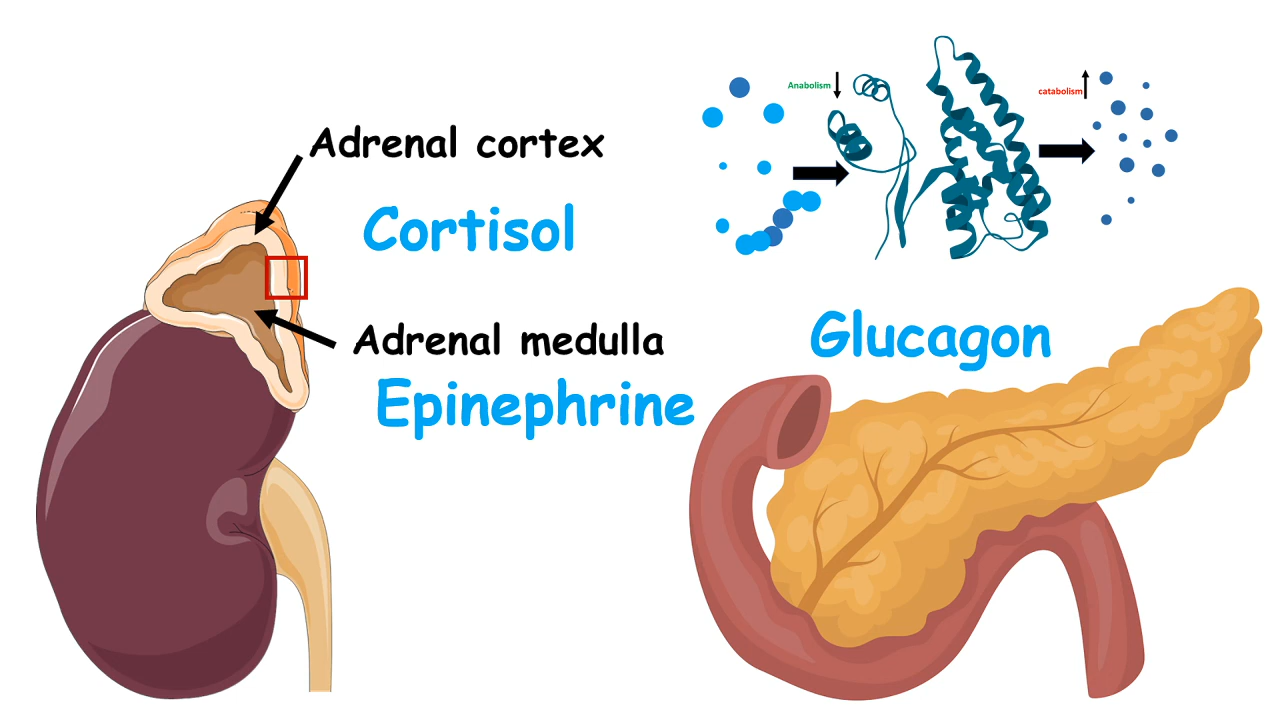 Anabolism
catabolism
Adrenal cortex
Cortisol
Glucagon
Adrenal medulla
Epinephrine